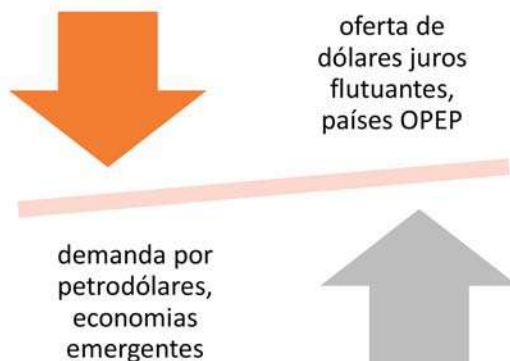 oferta de
dólares juros
flutuantes,
países OPEP
demanda por
petrodólares,
economias
emergentes